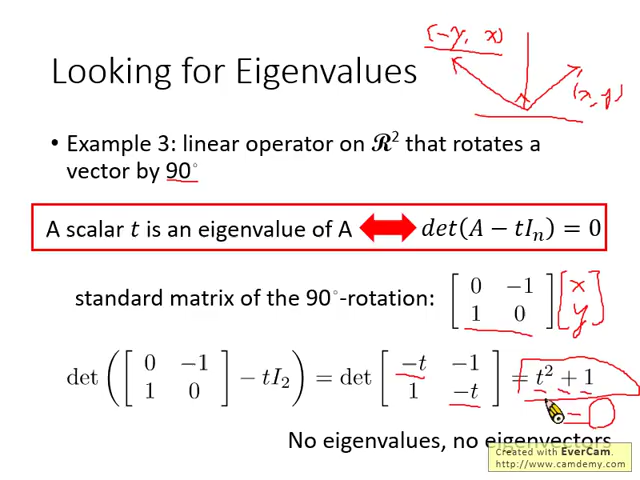 (-y, x)
Looking for Eigenvalues
(x, y)
• Example 3: linear operator on ℛ² that rotates a
vector by 90°
A scalar t is an eigenvalue of A ⟺ det(A − tIₙ) = 0
standard matrix of the 90°-rotation: [0 −1; 1 0] [x; y]
det([0 −1; 1 0] − tI₂) = det [−t −1; 1 −t] = t² + 1
= 0
No eigenvalues, no eigenvectors
Created with EverCam.
http://www.camdemy.com